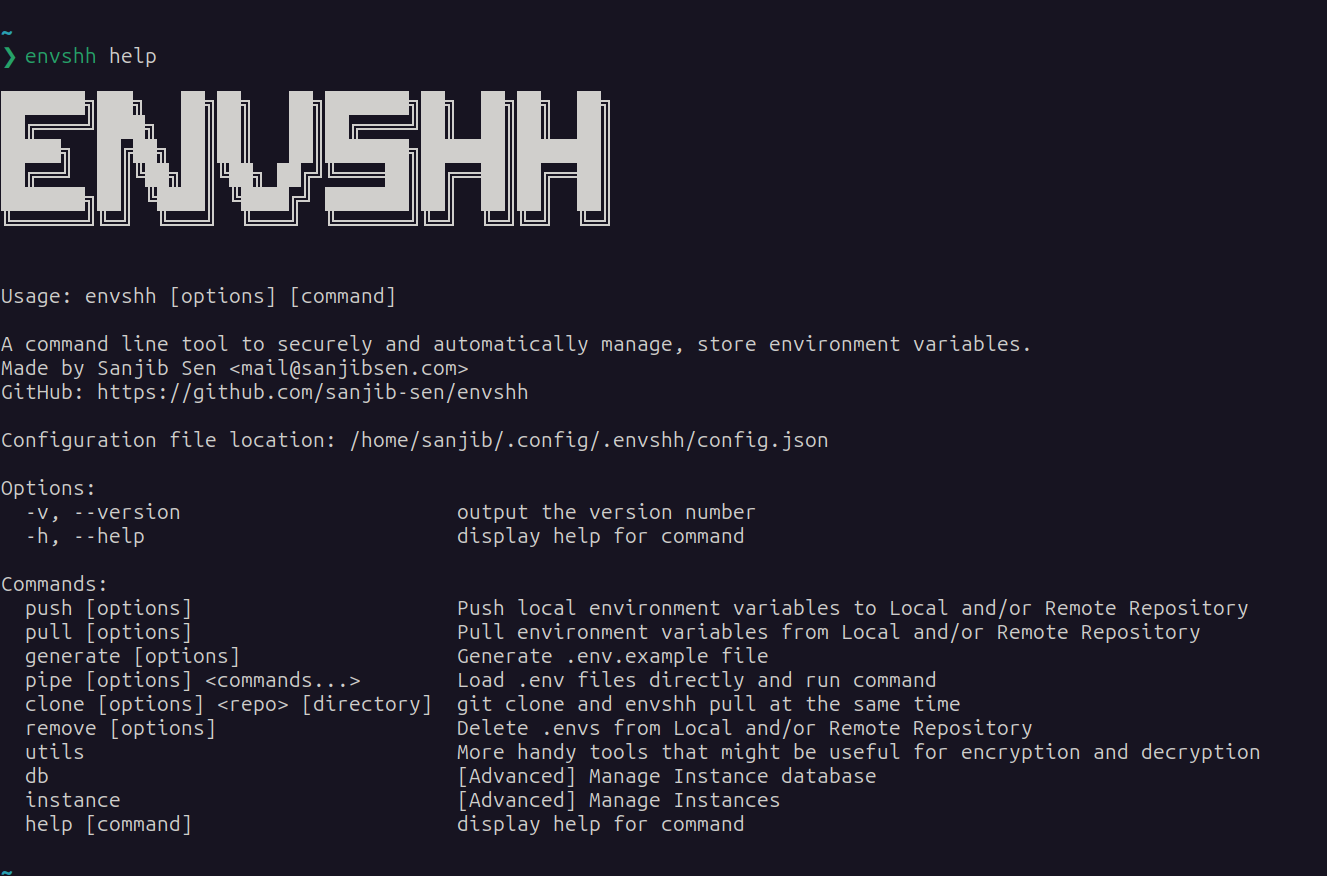 ~
❯ envshh help
ENVSHH
Usage: envshh [options] [command]
A command line tool to securely and automatically manage, store environment variables.
Made by Sanjib Sen <mail@sanjibsen.com>
GitHub: https://github.com/sanjib-sen/envshh
Configuration file location: /home/sanjib/.config/.envshh/config.json
Options:
  -v, --version                       output the version number
  -h, --help                          display help for command
Commands:
  push [options]                      Push local environment variables to Local and/or Remote Repository
  pull [options]                      Pull environment variables from Local and/or Remote Repository
  generate [options]                  Generate .env.example file
  pipe [options] <commands...>        Load .env files directly and run command
  clone [options] <repo> [directory]  git clone and envshh pull at the same time
  remove [options]                    Delete .envs from Local and/or Remote Repository
  utils                               More handy tools that might be useful for encryption and decryption
  db                                  [Advanced] Manage Instance database
  instance                            [Advanced] Manage Instances
  help [command]                      display help for command
~